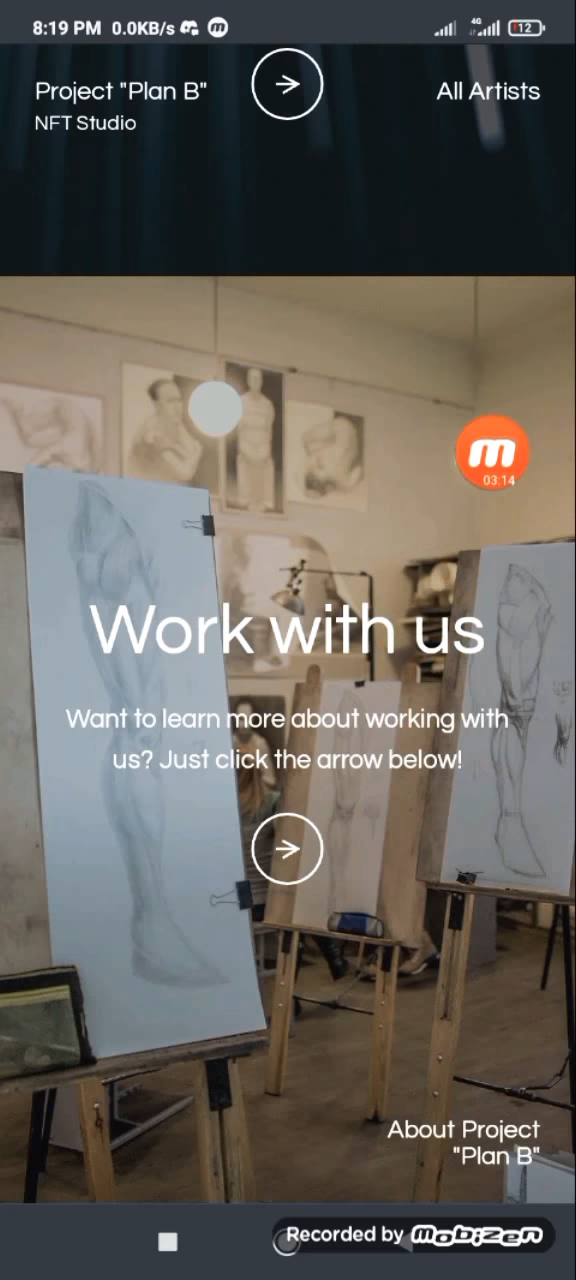 8:19 PM 0.0KB/s
4G
12
Project "Plan B"
All Artists
NFT Studio
m
03:14
Work with us
Want to learn more about working with
us? Just click the arrow below!
About Project
"Plan B"
Recorded by Mobizen